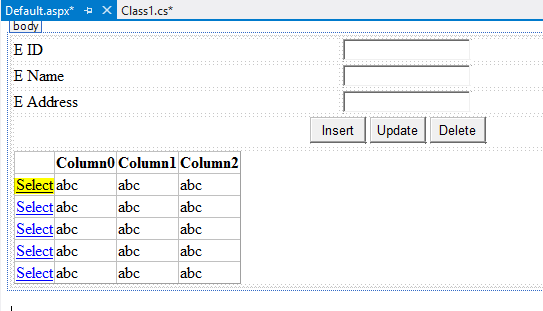 Default.aspx* Class1.cs*
body
E ID
E Name
E Address
Insert Update Delete
Column0 Column1 Column2
Select abc abc abc
Select abc abc abc
Select abc abc abc
Select abc abc abc
Select abc abc abc